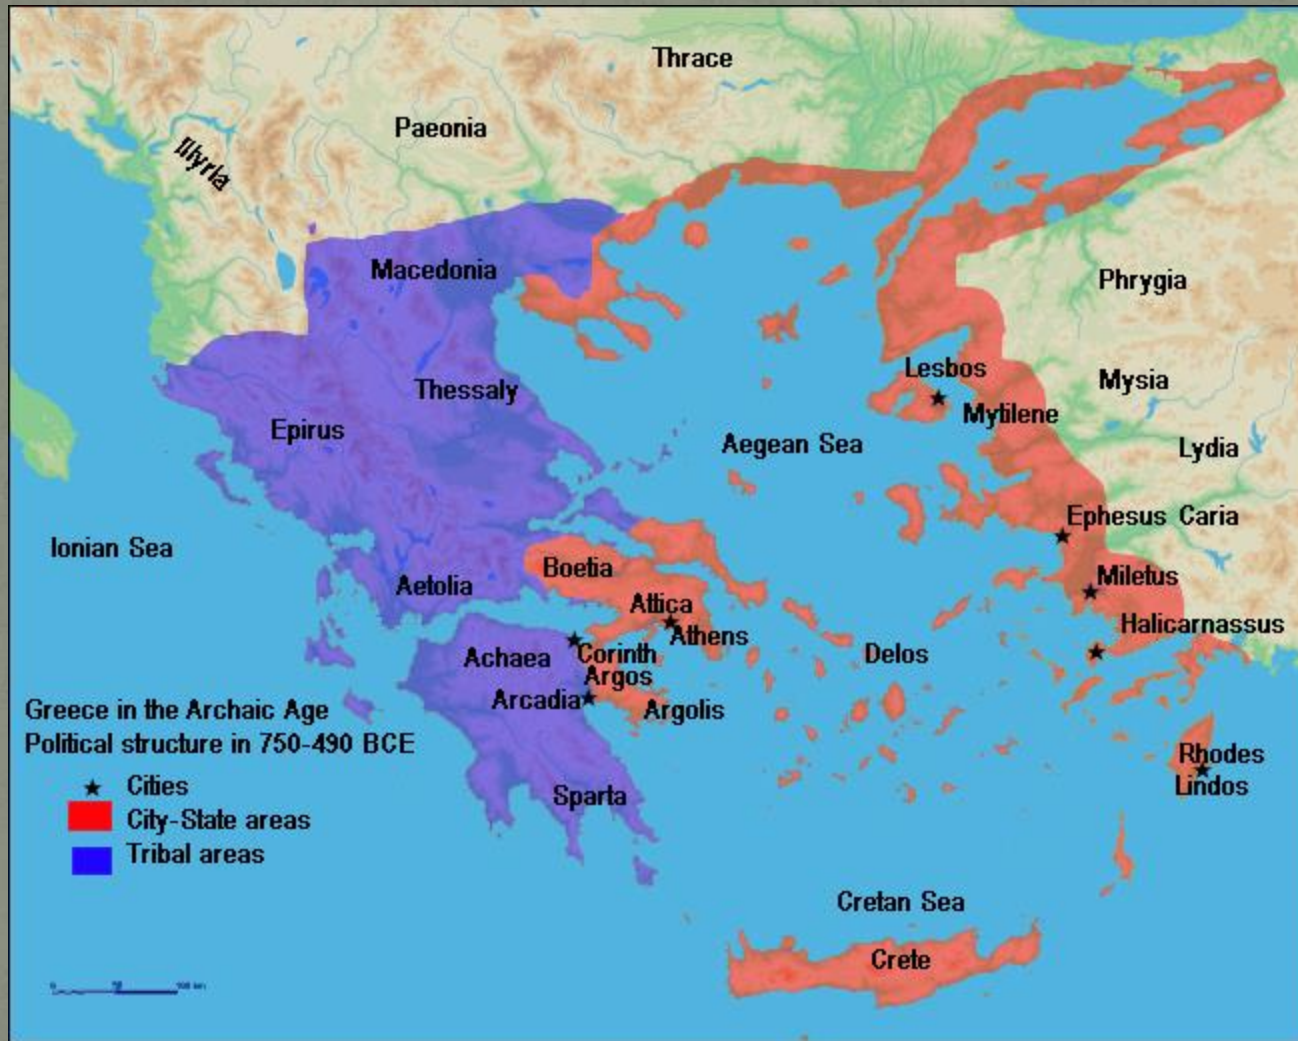 Thrace
Paeonia
Illyria
Macedonia
Phrygia
Thessaly
Lesbos
Mysia
Mytilene
Epirus
Aegean Sea
Lydia
Ephesus Caria
Ionian Sea
Boetia
Aetolia
Miletus
Attica
Halicarnassus
Athens
Achaea
Corinth
Delos
Argos
Arcadia
Argolis
Greece in the Archaic Age
Political structure in 750-490 BCE
Cities
City-State areas
Tribal areas
Rhodes
Lindos
Sparta
Cretan Sea
Crete